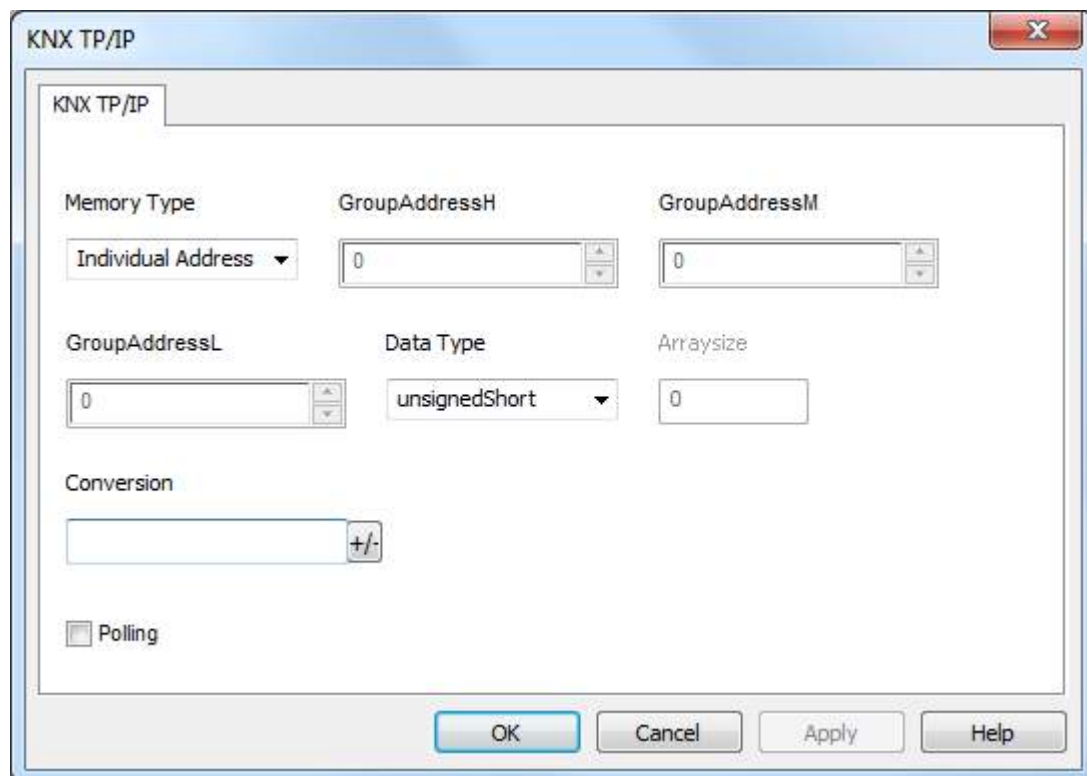 KNX TP/IP
KNX TP/IP
Memory Type GroupAddressH GroupAddressM
Individual Address 0 0
GroupAddressL Data Type Arraysize
0 unsignedShort 0
Conversion
+/-
Polling
OK Cancel Apply Help